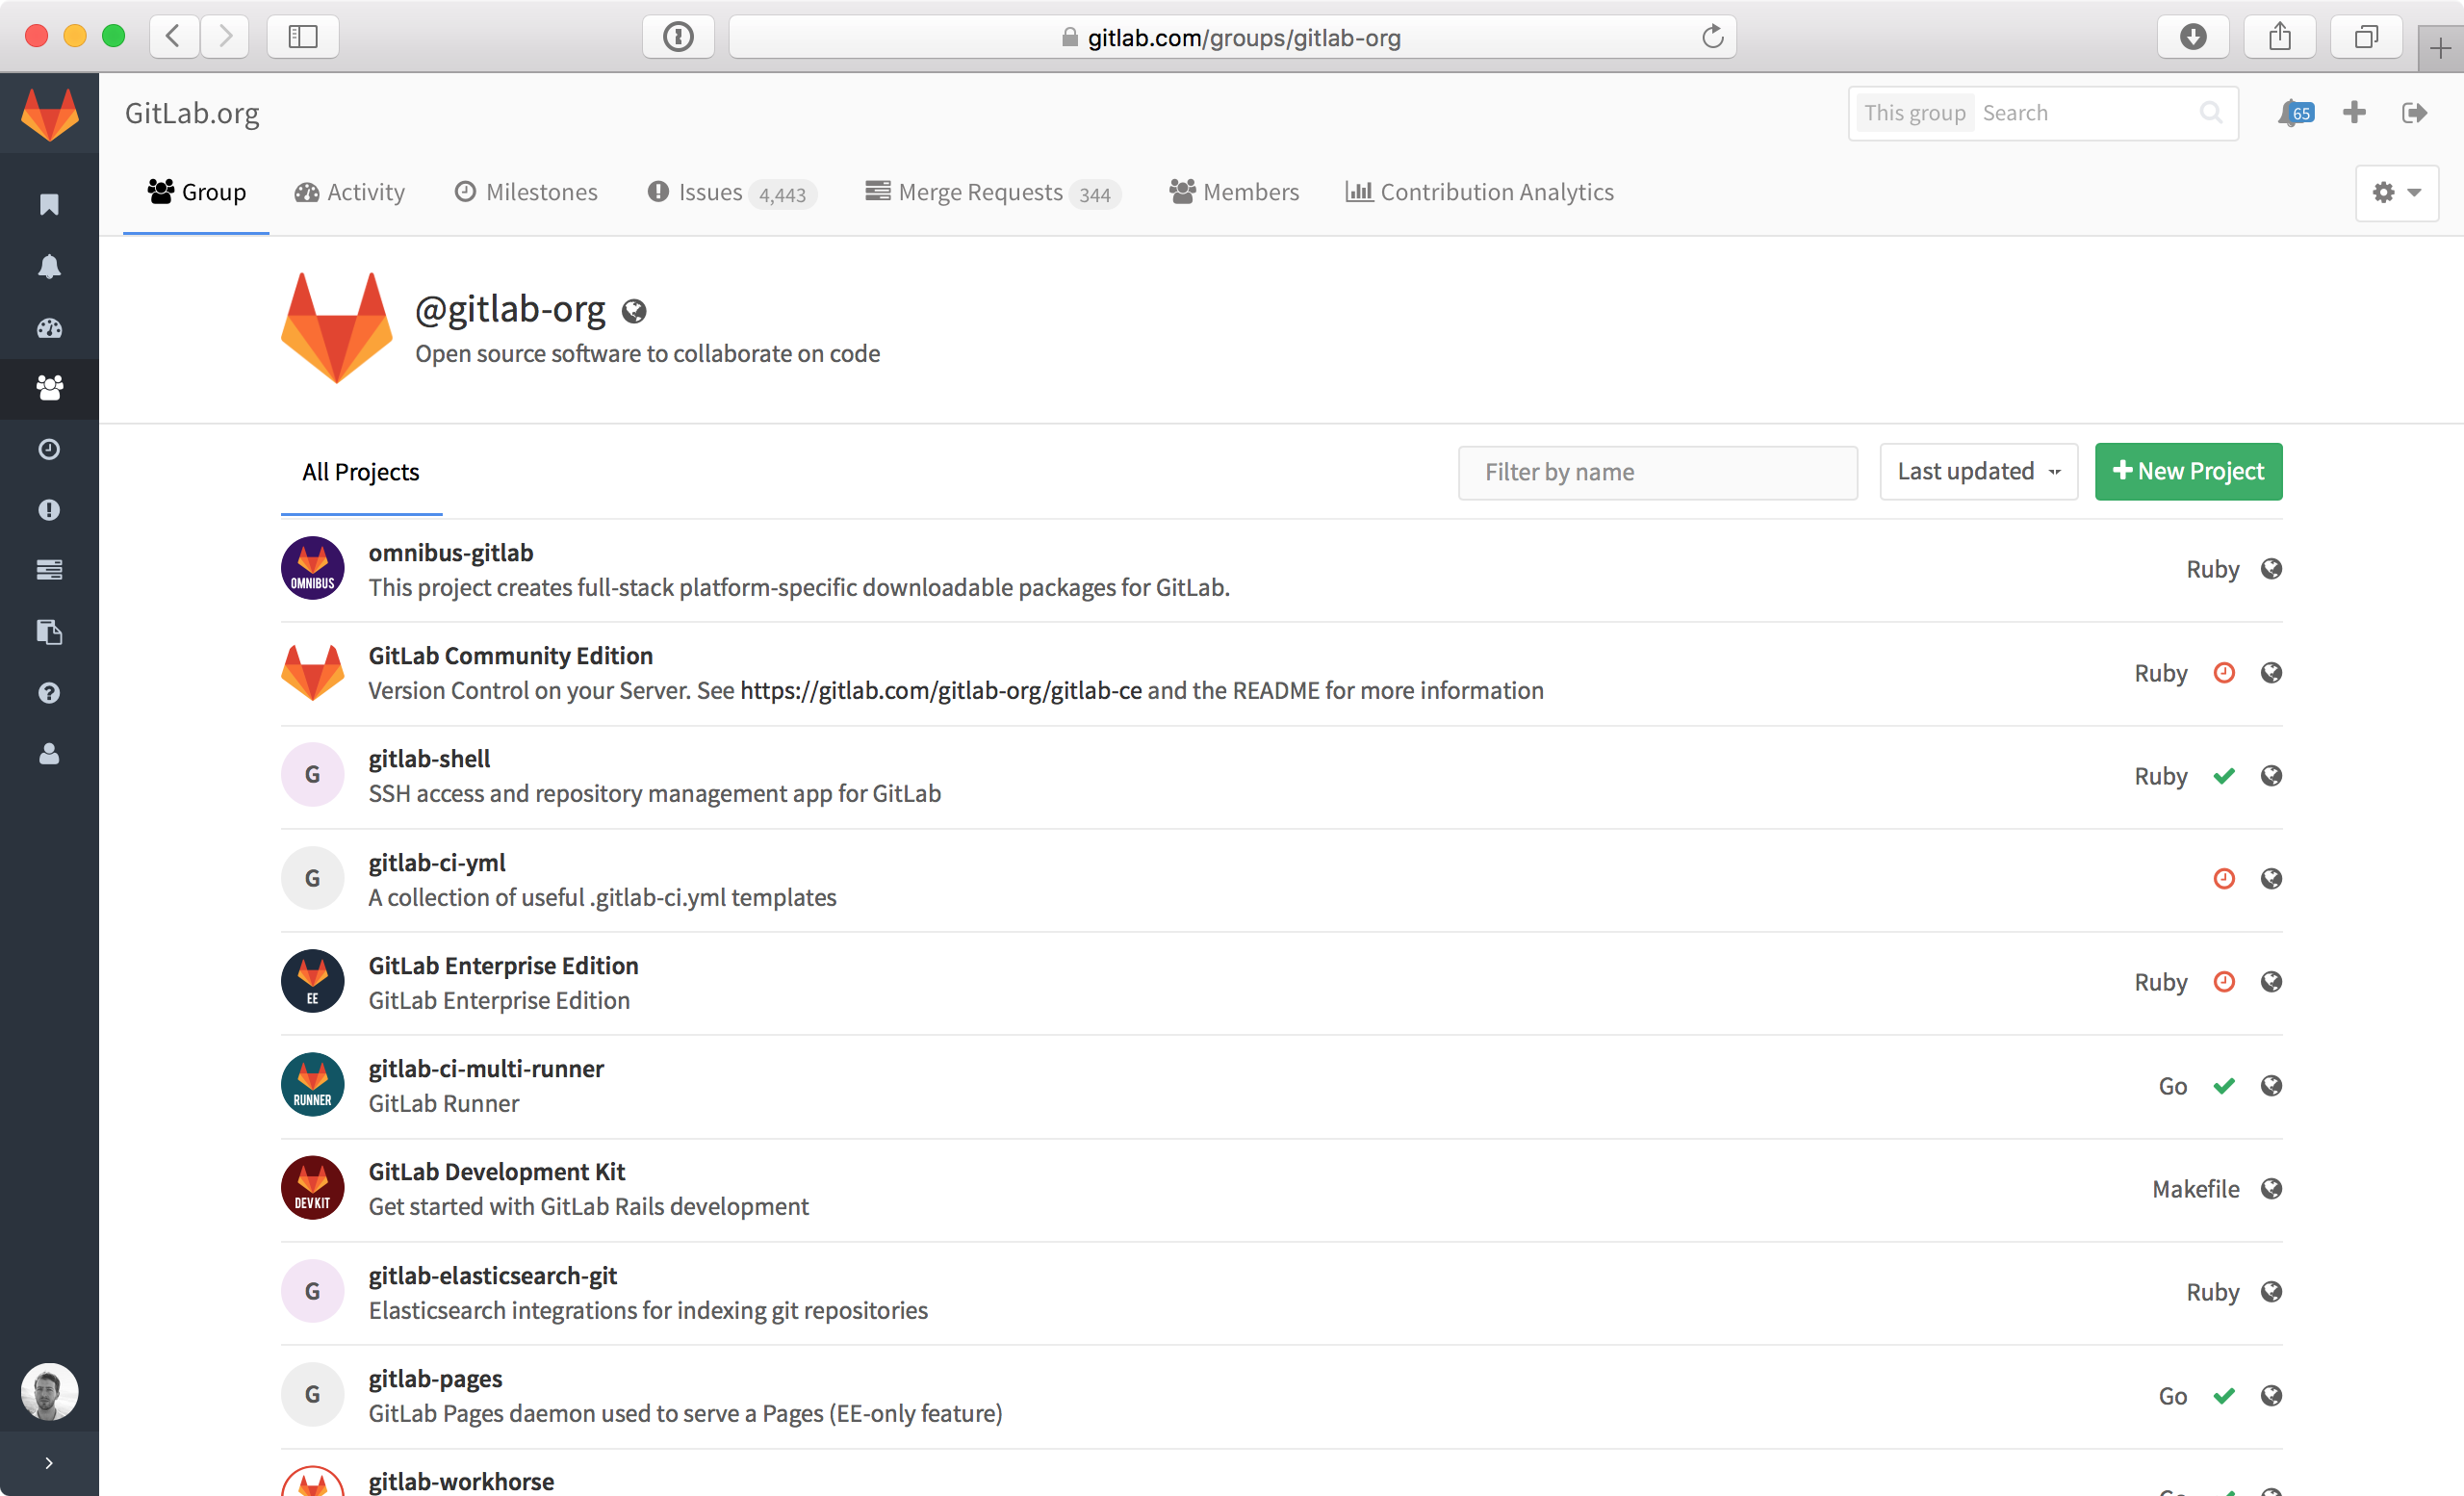 gitlab.com/groups/gitlab-org
GitLab.org
This group Search
65
Group Activity Milestones Issues 4,443 Merge Requests 344 Members Contribution Analytics
@gitlab-org
Open source software to collaborate on code
All Projects Filter by name Last updated New Project
OMNIBUS
omnibus-gitlab
This project creates full-stack platform-specific downloadable packages for GitLab.
Ruby
GitLab Community Edition
Version Control on your Server. See https://gitlab.com/gitlab-org/gitlab-ce and the README for more information
Ruby
G
gitlab-shell
SSH access and repository management app for GitLab
Ruby
G
gitlab-ci-yml
A collection of useful .gitlab-ci.yml templates
EE
GitLab Enterprise Edition
GitLab Enterprise Edition
Ruby
RUNNER
gitlab-ci-multi-runner
GitLab Runner
Go
DEV KIT
GitLab Development Kit
Get started with GitLab Rails development
Makefile
G
gitlab-elasticsearch-git
Elasticsearch integrations for indexing git repositories
Ruby
G
gitlab-pages
GitLab Pages daemon used to serve a Pages (EE-only feature)
Go
gitlab-workhorse